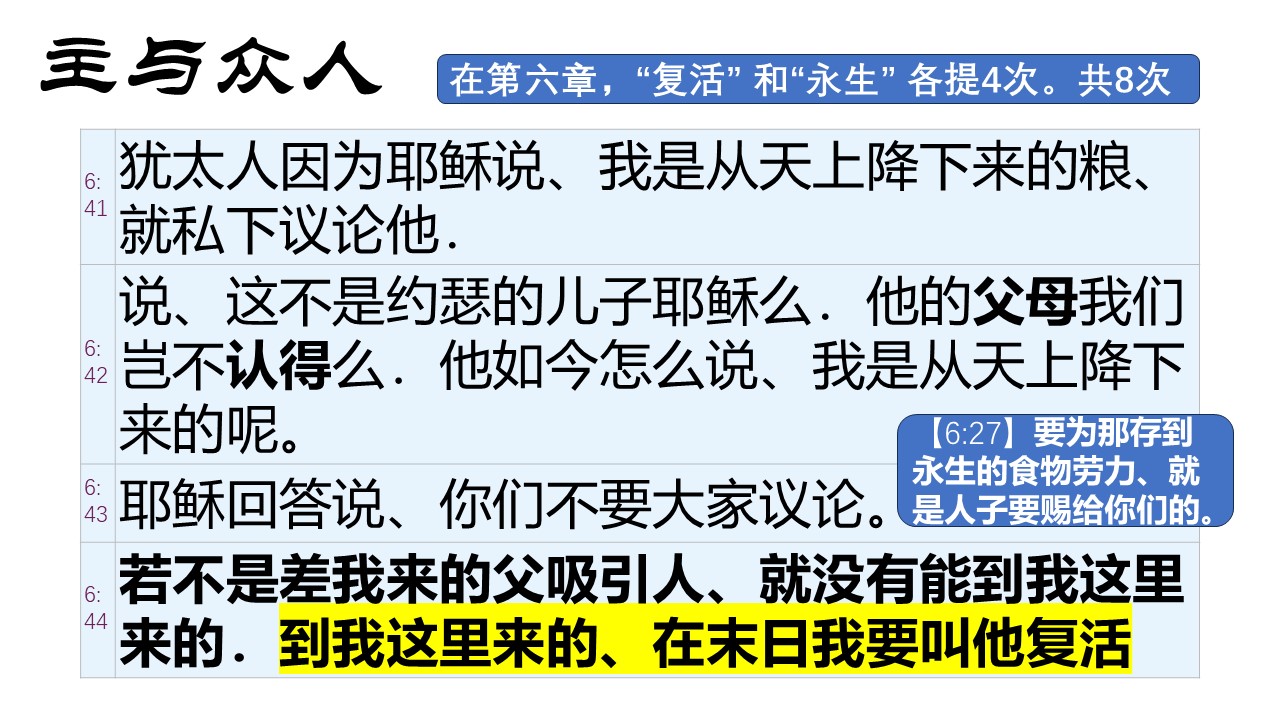 主与众人
在第六章，“复活” 和“永生” 各提4次。共8次
6:
41
犹太人因为耶稣说、我是从天上降下来的粮、
就私下议论他．
6:
42
说、这不是约瑟的儿子耶稣么．他的父母我们
岂不认得么．他如今怎么说、我是从天上降下
来的呢。
【6:27】要为那存到
永生的食物劳力、就
是人子要赐给你们的。
6:
43
耶稣回答说、你们不要大家议论。
6:
44
若不是差我来的父吸引人、就没有能到我这里
来的．到我这里来的、在末日我要叫他复活